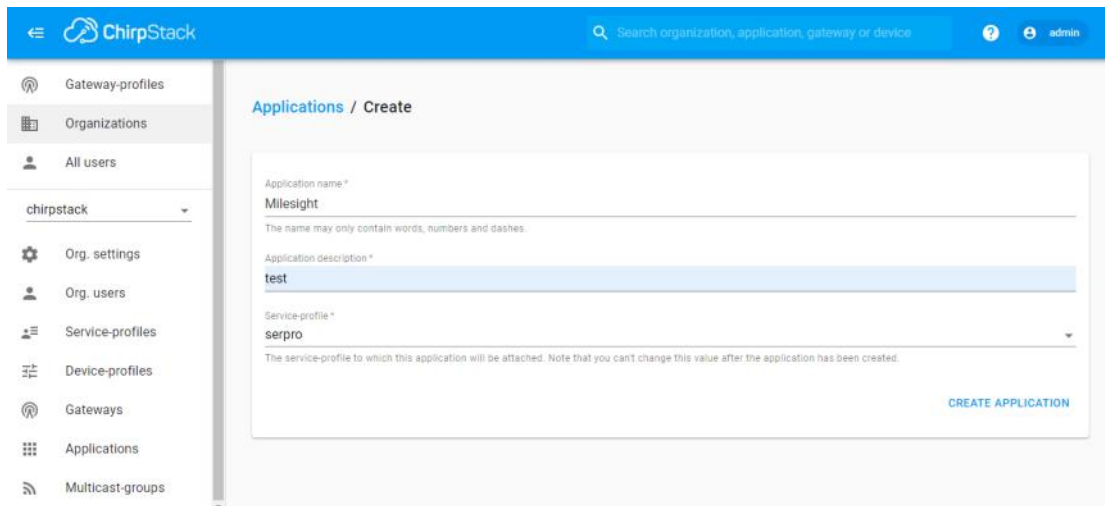 ChirpStack
Search organization, application, gateway or device
? admin
Gateway-profiles
Organizations
All users
chirpstack
Org. settings
Org. users
Service-profiles
Device-profiles
Gateways
Applications
Multicast-groups
Applications / Create
Application name *
Milesight
The name may only contain words, numbers and dashes.
Application description *
test
Service-profile *
serpro
The service-profile to which this application will be attached. Note that you can't change this value after the application has been created.
CREATE APPLICATION